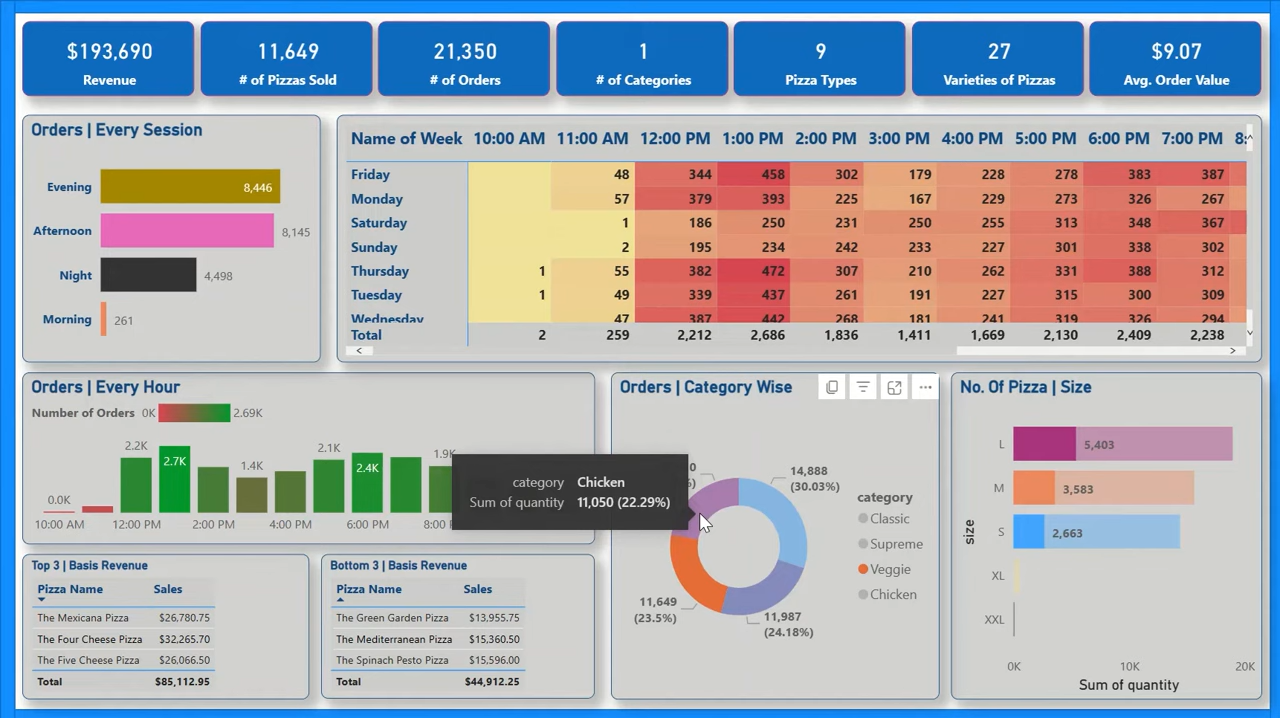 $193,690
Revenue
11,649
# of Pizzas Sold
21,350
# of Orders
1
# of Categories
9
Pizza Types
27
Varieties of Pizzas
$9.07
Avg. Order Value
Orders | Every Session
Evening 8,446
Afternoon 8,145
Night 4,498
Morning 261
Name of Week 10:00 AM 11:00 AM 12:00 PM 1:00 PM 2:00 PM 3:00 PM 4:00 PM 5:00 PM 6:00 PM 7:00 PM
Friday 48 344 458 302 179 228 278 383 387
Monday 57 379 393 225 167 229 273 326 267
Saturday 1 186 250 231 250 255 313 348 367
Sunday 2 195 234 242 233 227 301 338 302
Thursday 1 55 382 472 307 210 262 331 388 312
Tuesday 1 49 339 437 261 191 227 315 300 309
Wednesday 47 387 442 268 181 241 319 326 294
Total 2 259 2,212 2,686 1,836 1,411 1,669 2,130 2,409 2,238
Orders | Every Hour
Number of Orders 0K 2.69K
0.0K 2.2K 2.7K 1.4K 2.1K 2.4K 1.9K
10:00 AM 12:00 PM 2:00 PM 4:00 PM 6:00 PM 8:00
category Chicken
Sum of quantity 11,050 (22.29%)
Orders | Category Wise
14,888
(30.03%)
11,987
(24.18%)
11,649
(23.5%)
category
Classic
Supreme
Veggie
Chicken
No. Of Pizza | Size
size
L 5,403
M 3,583
S 2,663
XL
XXL
0K 10K 20K
Sum of quantity
Top 3 | Basis Revenue
Pizza Name Sales
The Mexicana Pizza $26,780.75
The Four Cheese Pizza $32,265.70
The Five Cheese Pizza $26,066.50
Total $85,112.95
Bottom 3 | Basis Revenue
Pizza Name Sales
The Green Garden Pizza $13,955.75
The Mediterranean Pizza $15,360.50
The Spinach Pesto Pizza $15,596.00
Total $44,912.25